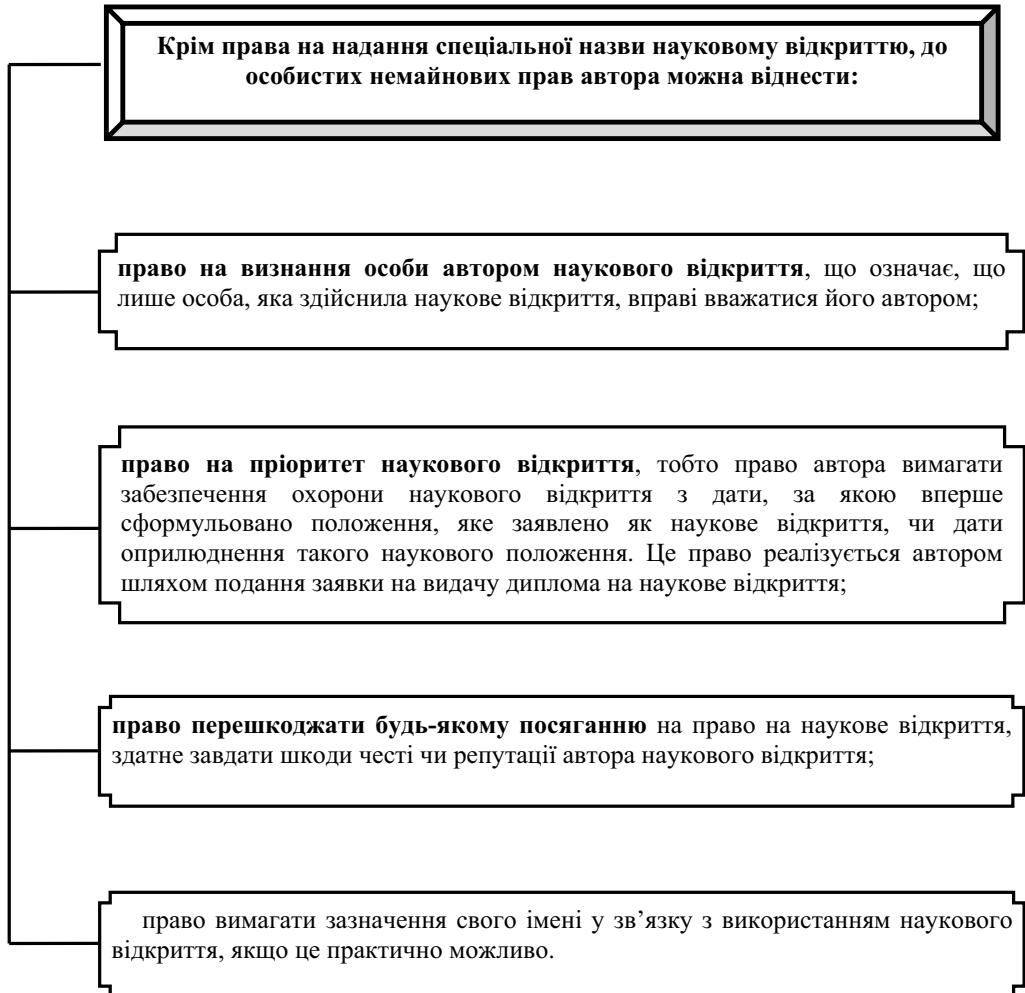 Крім права на надання спеціальної назви науковому відкриттю, до
особистих немайнових прав автора можна віднести:
право на визнання особи автором наукового відкриття, що означає, що
лише особа, яка здійснила наукове відкриття, вправі вважатися його автором;
право на пріоритет наукового відкриття, тобто право автора вимагати
забезпечення охорони наукового відкриття з дати, за якою вперше
сформульовано положення, яке заявлено як наукове відкриття, чи дати
оприлюднення такого наукового положення. Це право реалізується автором
шляхом подання заявки на видачу диплома на наукове відкриття;
право перешкоджати будь-якому посяганню на право на наукове відкриття,
здатне завдати шкоди честі чи репутації автора наукового відкриття;
право вимагати зазначення свого імені у зв’язку з використанням наукового
відкриття, якщо це практично можливо.